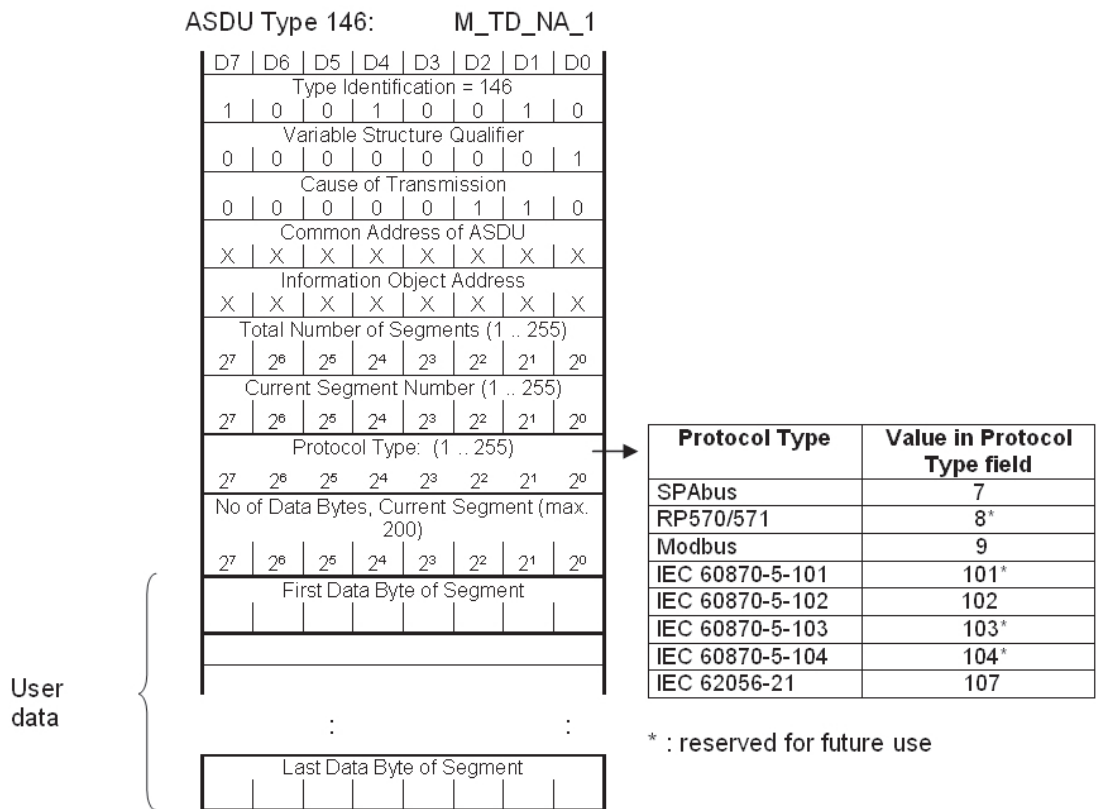 ASDU Type 146: M_TD_NA_1
D7 D6 D5 D4 D3 D2 D1 D0
Type Identification = 146
1 0 0 1 0 0 1 0
Variable Structure Qualifier
0 0 0 0 0 0 0 1
Cause of Transmission
0 0 0 0 0 1 1 0
Common Address of ASDU
X X X X X X X X
Information Object Address
X X X X X X X X
Total Number of Segments (1 .. 255)
2⁷ 2⁶ 2⁵ 2⁴ 2³ 2² 2¹ 2⁰
Current Segment Number (1 .. 255)
2⁷ 2⁶ 2⁵ 2⁴ 2³ 2² 2¹ 2⁰
Protocol Type: (1 .. 255)
2⁷ 2⁶ 2⁵ 2⁴ 2³ 2² 2¹ 2⁰
No of Data Bytes, Current Segment (max.
200)
2⁷ 2⁶ 2⁵ 2⁴ 2³ 2² 2¹ 2⁰
First Data Byte of Segment
User
data
: :
Last Data Byte of Segment
Protocol Type Value in Protocol
Type field
SPAbus 7
RP570/571 8*
Modbus 9
IEC 60870-5-101 101*
IEC 60870-5-102 102
IEC 60870-5-103 103*
IEC 60870-5-104 104*
IEC 62056-21 107
* : reserved for future use